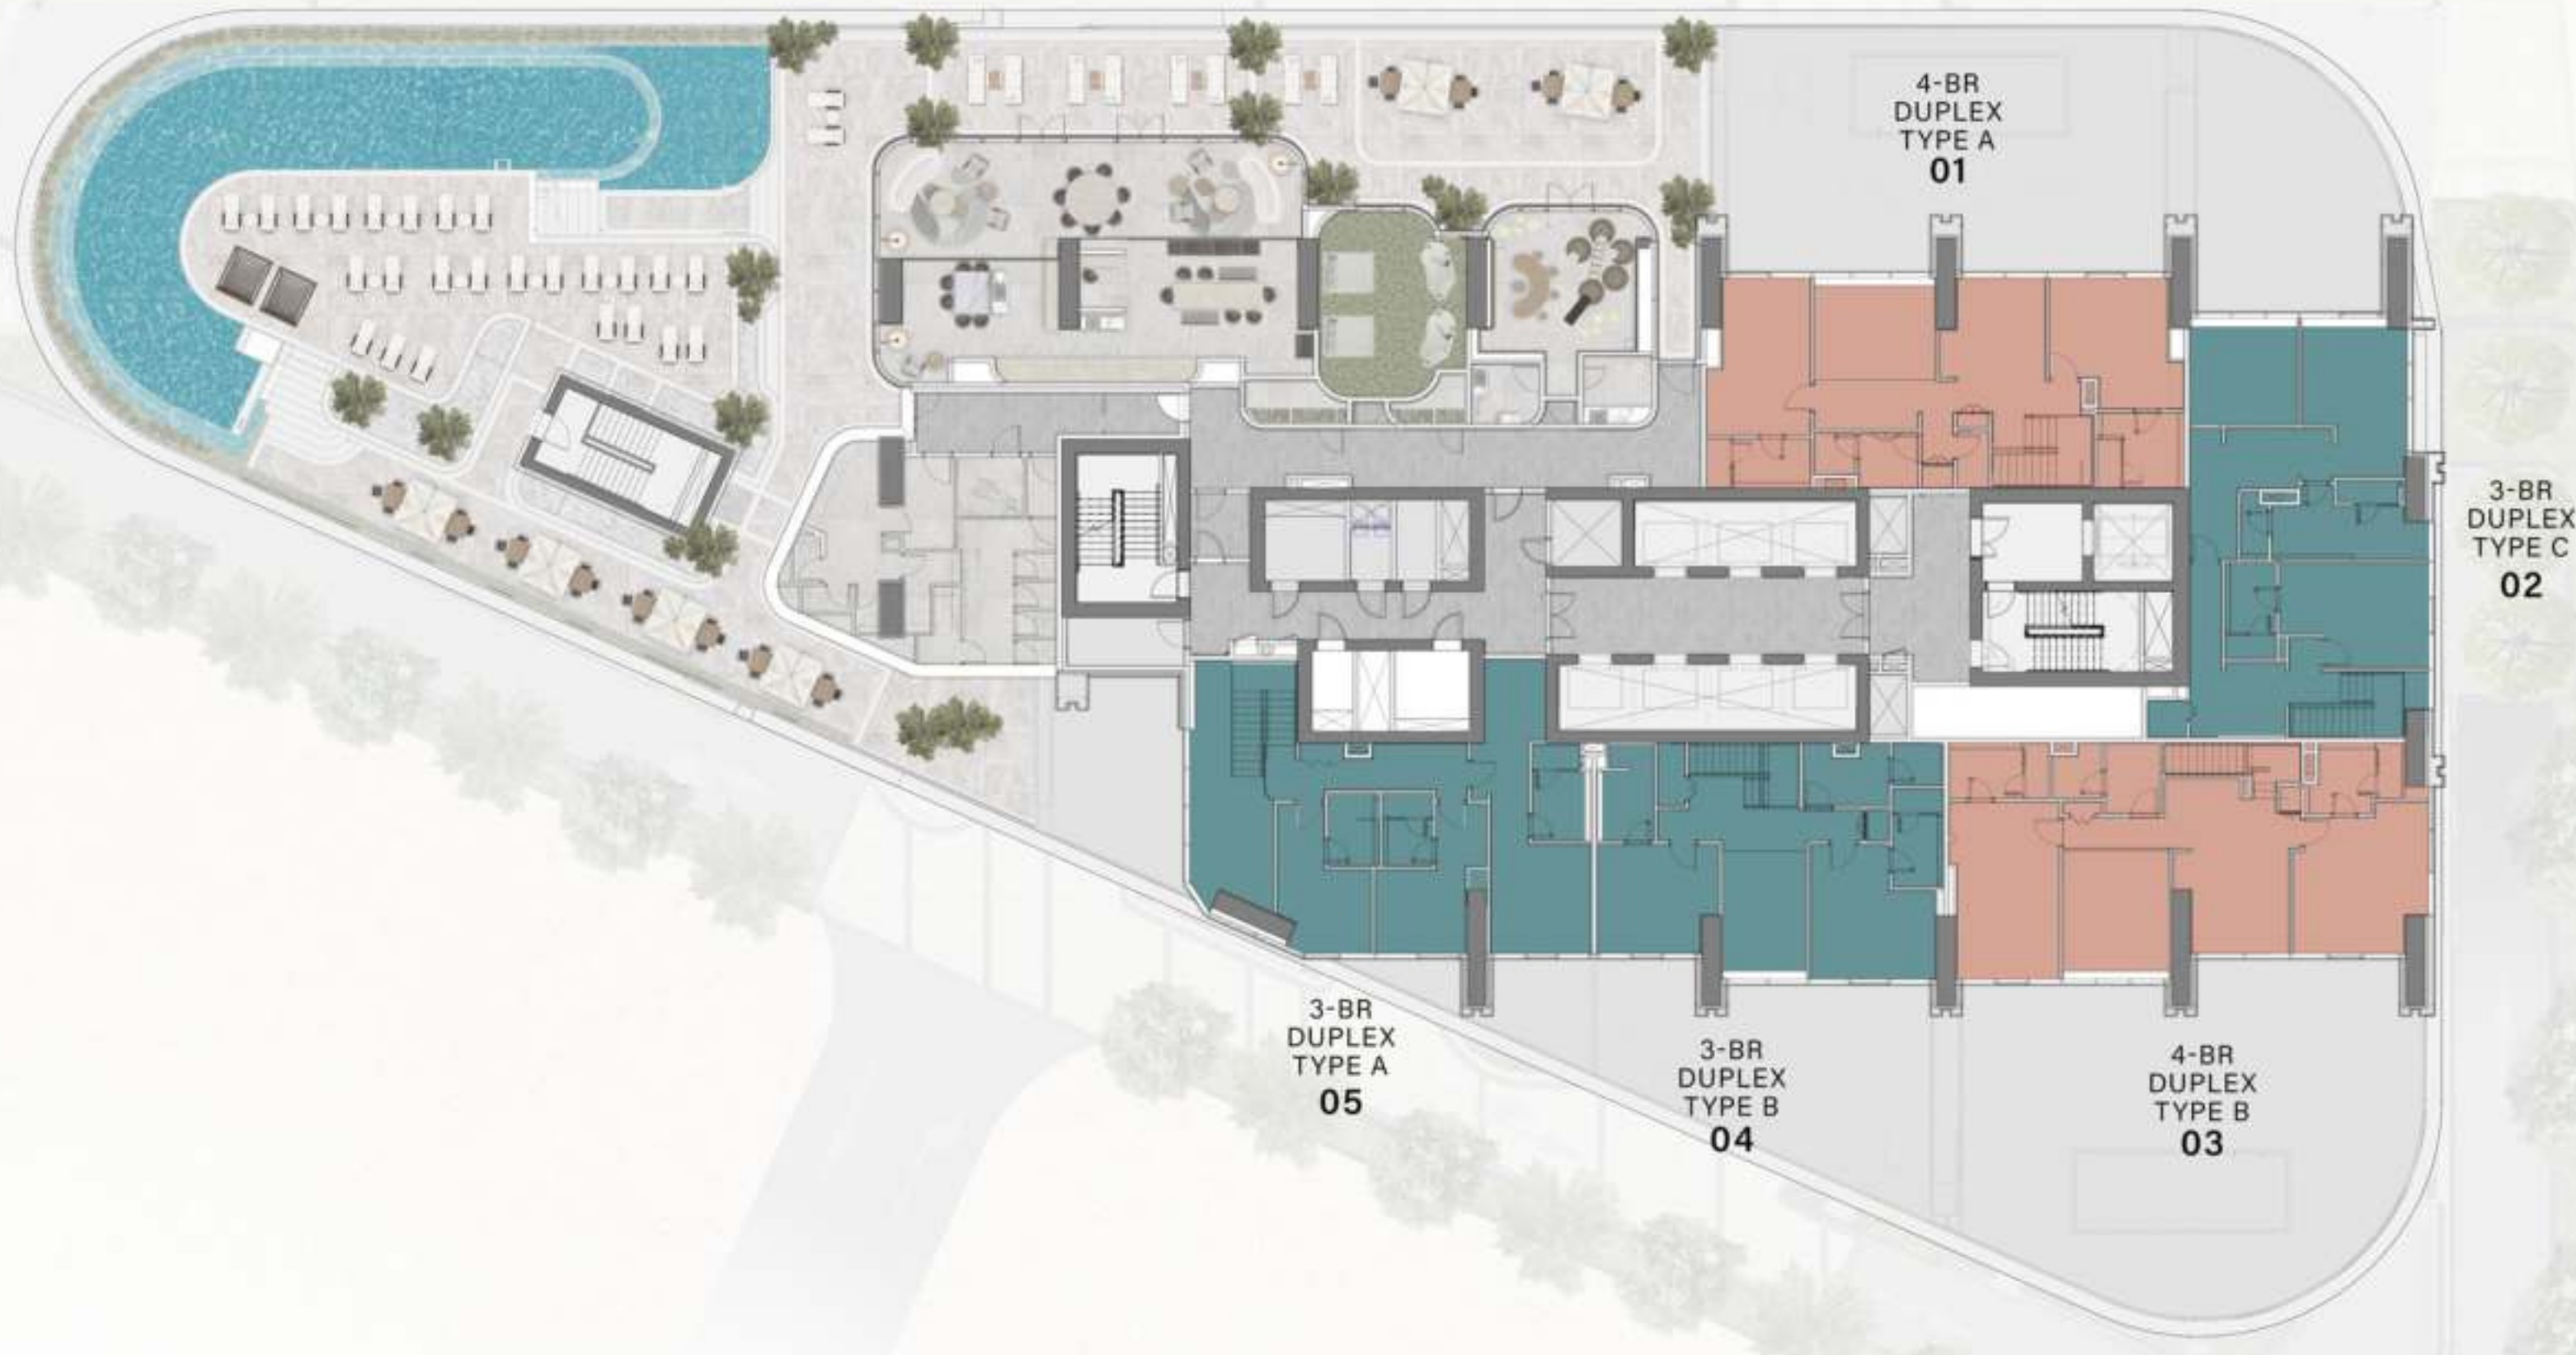 4-BR
DUPLEX
TYPE A
01
3-BR
DUPLEX
TYPE C
02
3-BR
DUPLEX
TYPE A
05
3-BR
DUPLEX
TYPE B
04
4-BR
DUPLEX
TYPE B
03